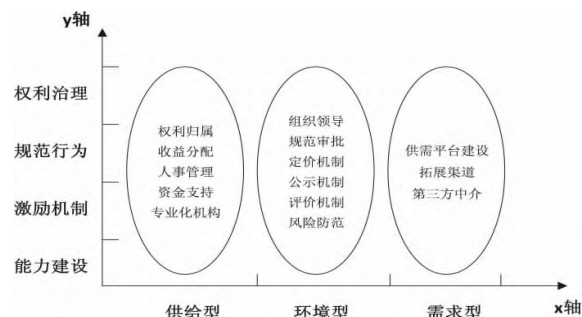 y轴
权利治理
规范行为
激励机制
能力建设
权利归属
收益分配
人事管理
资金支持
专业化机构
组织领导
规范审批
定价机制
公示机制
评价机制
风险防范
供需平台建设
拓展渠道
第三方中介
供给型
环境型
需求型
x轴